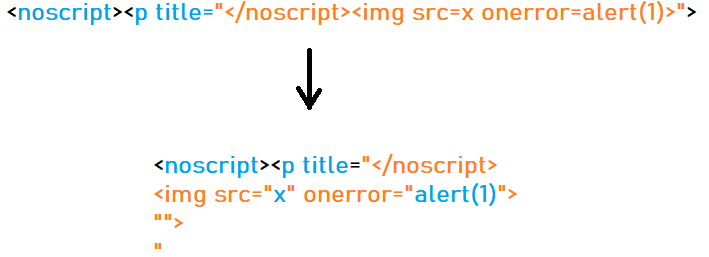 <noscript><p title="</noscript><img src=x onerror=alert(1)>">
<noscript><p title="</noscript>
<img src="x" onerror="alert(1)">
"">
"